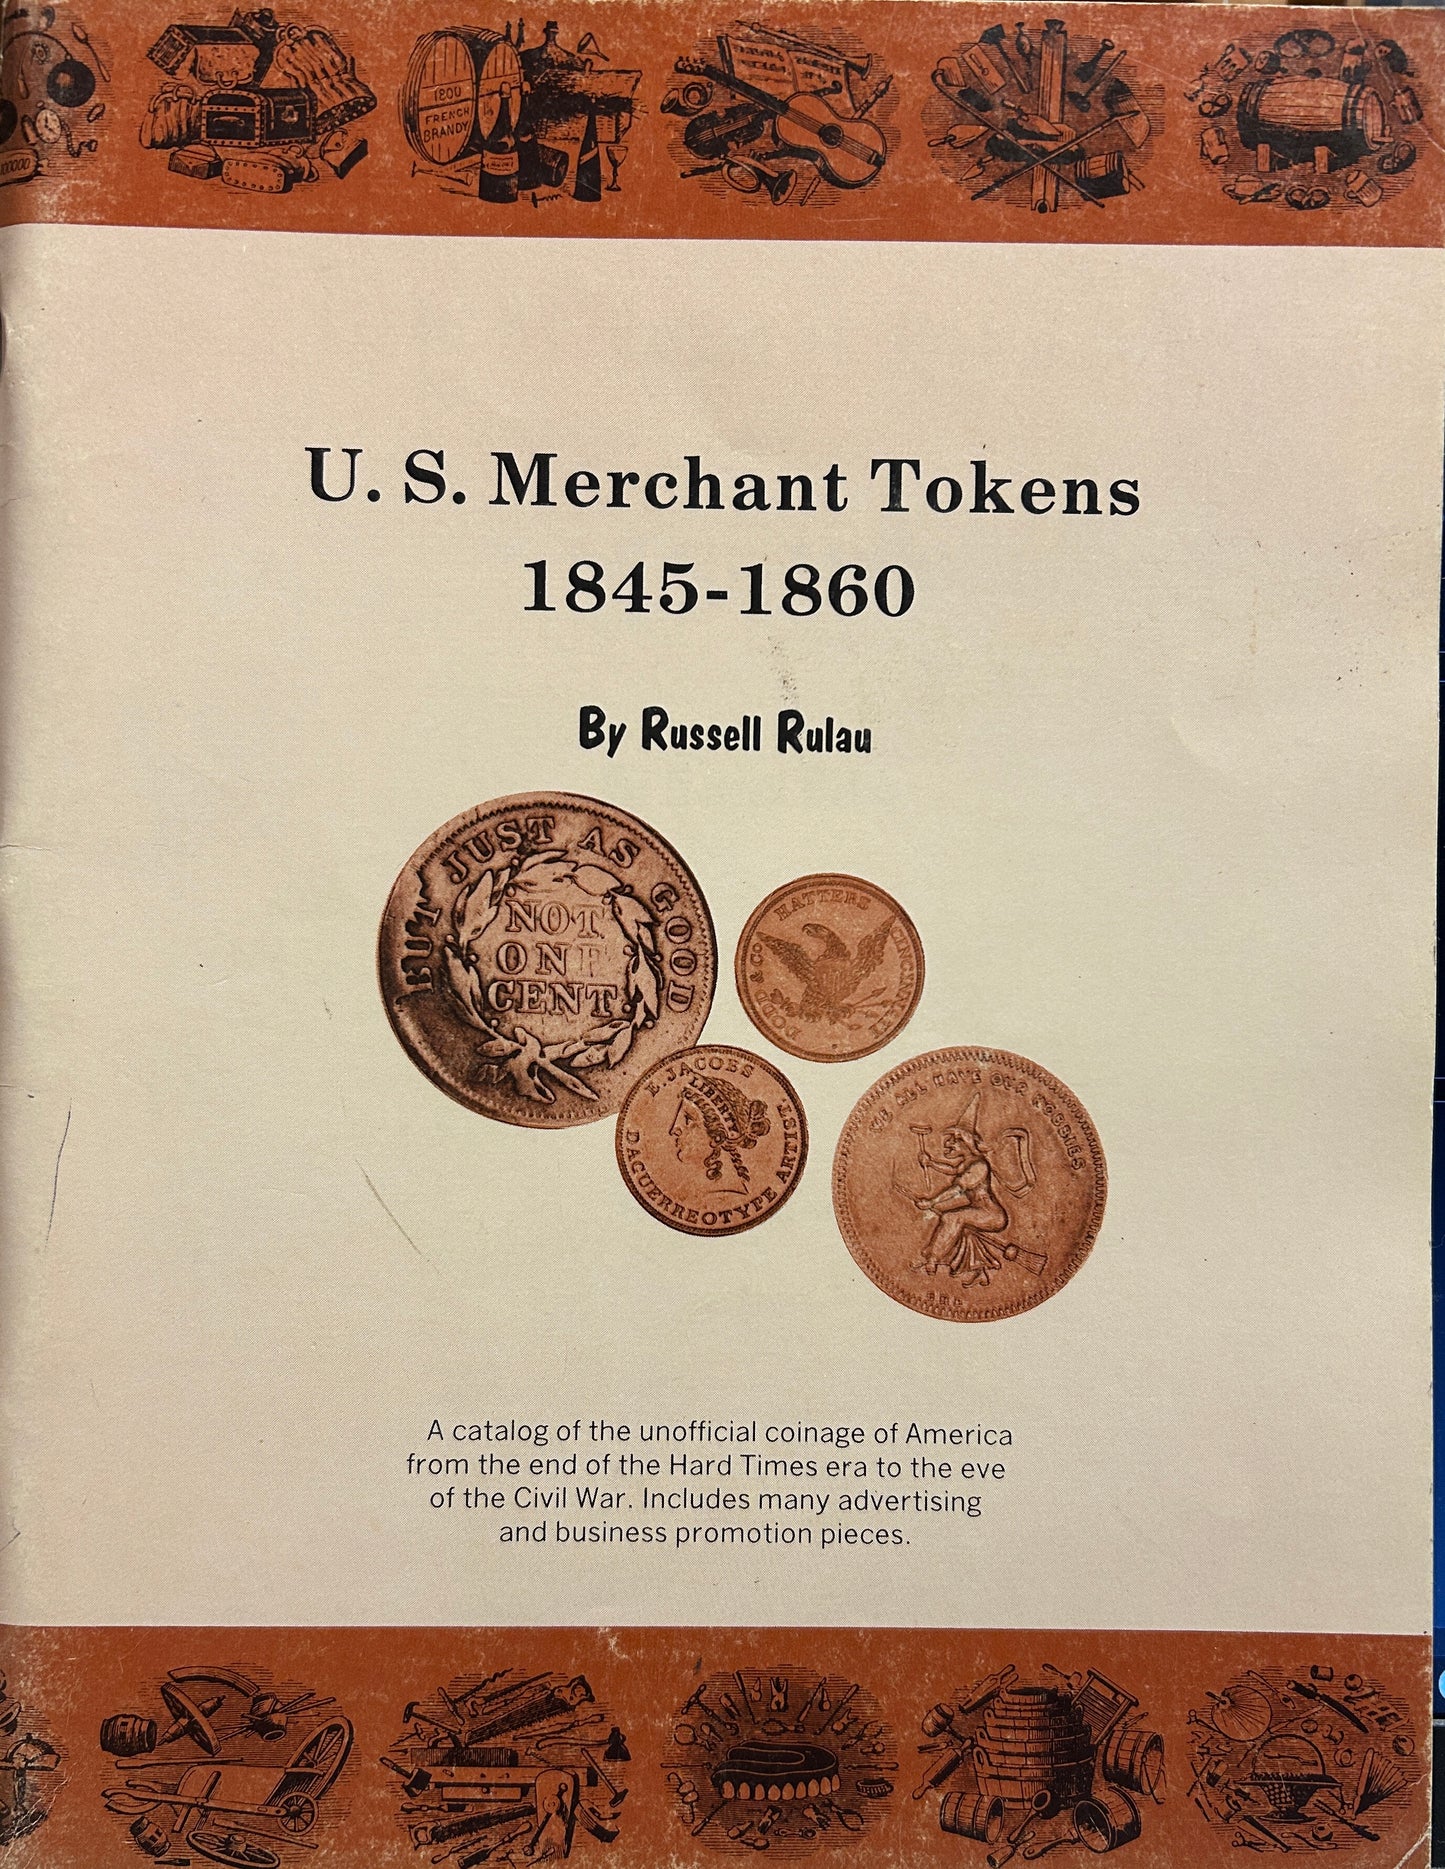 1800
FRENCH
BRANDY
U. S. Merchant Tokens
1845-1860
By Russell Rulau
BUT JUST AS GOOD
NOT
ONE
CENT
HATTERS
CINCINNATI
DODD & CO
E. JACOBS
LIBERTY
DAGUERREOTYPE ARTIST.
WE ALL HAVE OUR HOBBIES.
A catalog of the unofficial coinage of America
from the end of the Hard Times era to the eve
of the Civil War. Includes many advertising
and business promotion pieces.